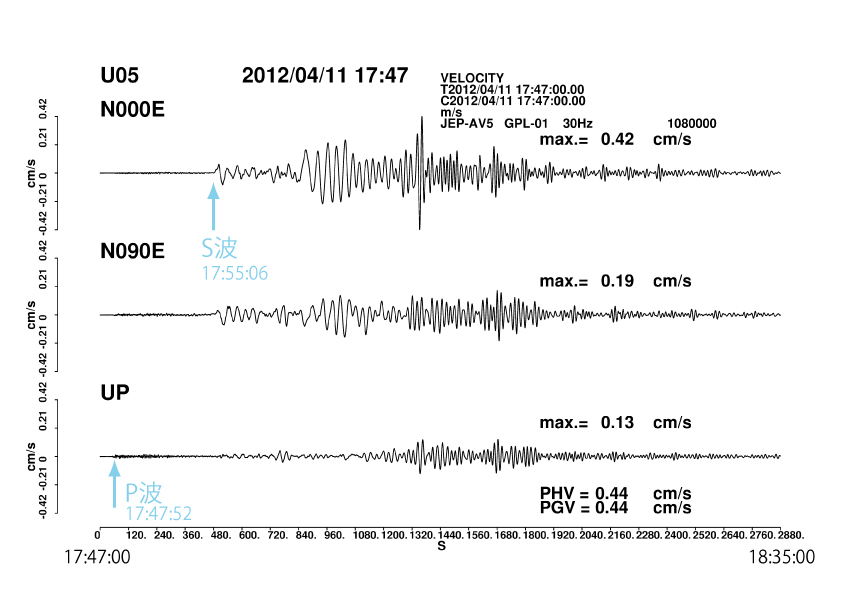 U05 2012/04/11 17:47
VELOCITY
T2012/04/11 17:47:00.00
C2012/04/11 17:47:00.00
m/s
JEP-AV5 GPL-01 30Hz 1080000
N000E
max.= 0.42 cm/s
0.42
0.21
0
-0.21
-0.42
cm/s
S波
17:55:06
N090E
max.= 0.19 cm/s
0.42
0.21
0
-0.21
-0.42
cm/s
UP
max.= 0.13 cm/s
0.42
0.21
0
-0.21
-0.42
cm/s
P波
17:47:52
PHV = 0.44 cm/s
PGV = 0.44 cm/s
0 120. 240. 360. 480. 600. 720. 840. 960. 1080. 1200. 1320. 1440. 1560. 1680. 1800. 1920. 2040. 2160. 2280. 2400. 2520. 2640. 2760. 2880.
S
17:47:00 18:35:00